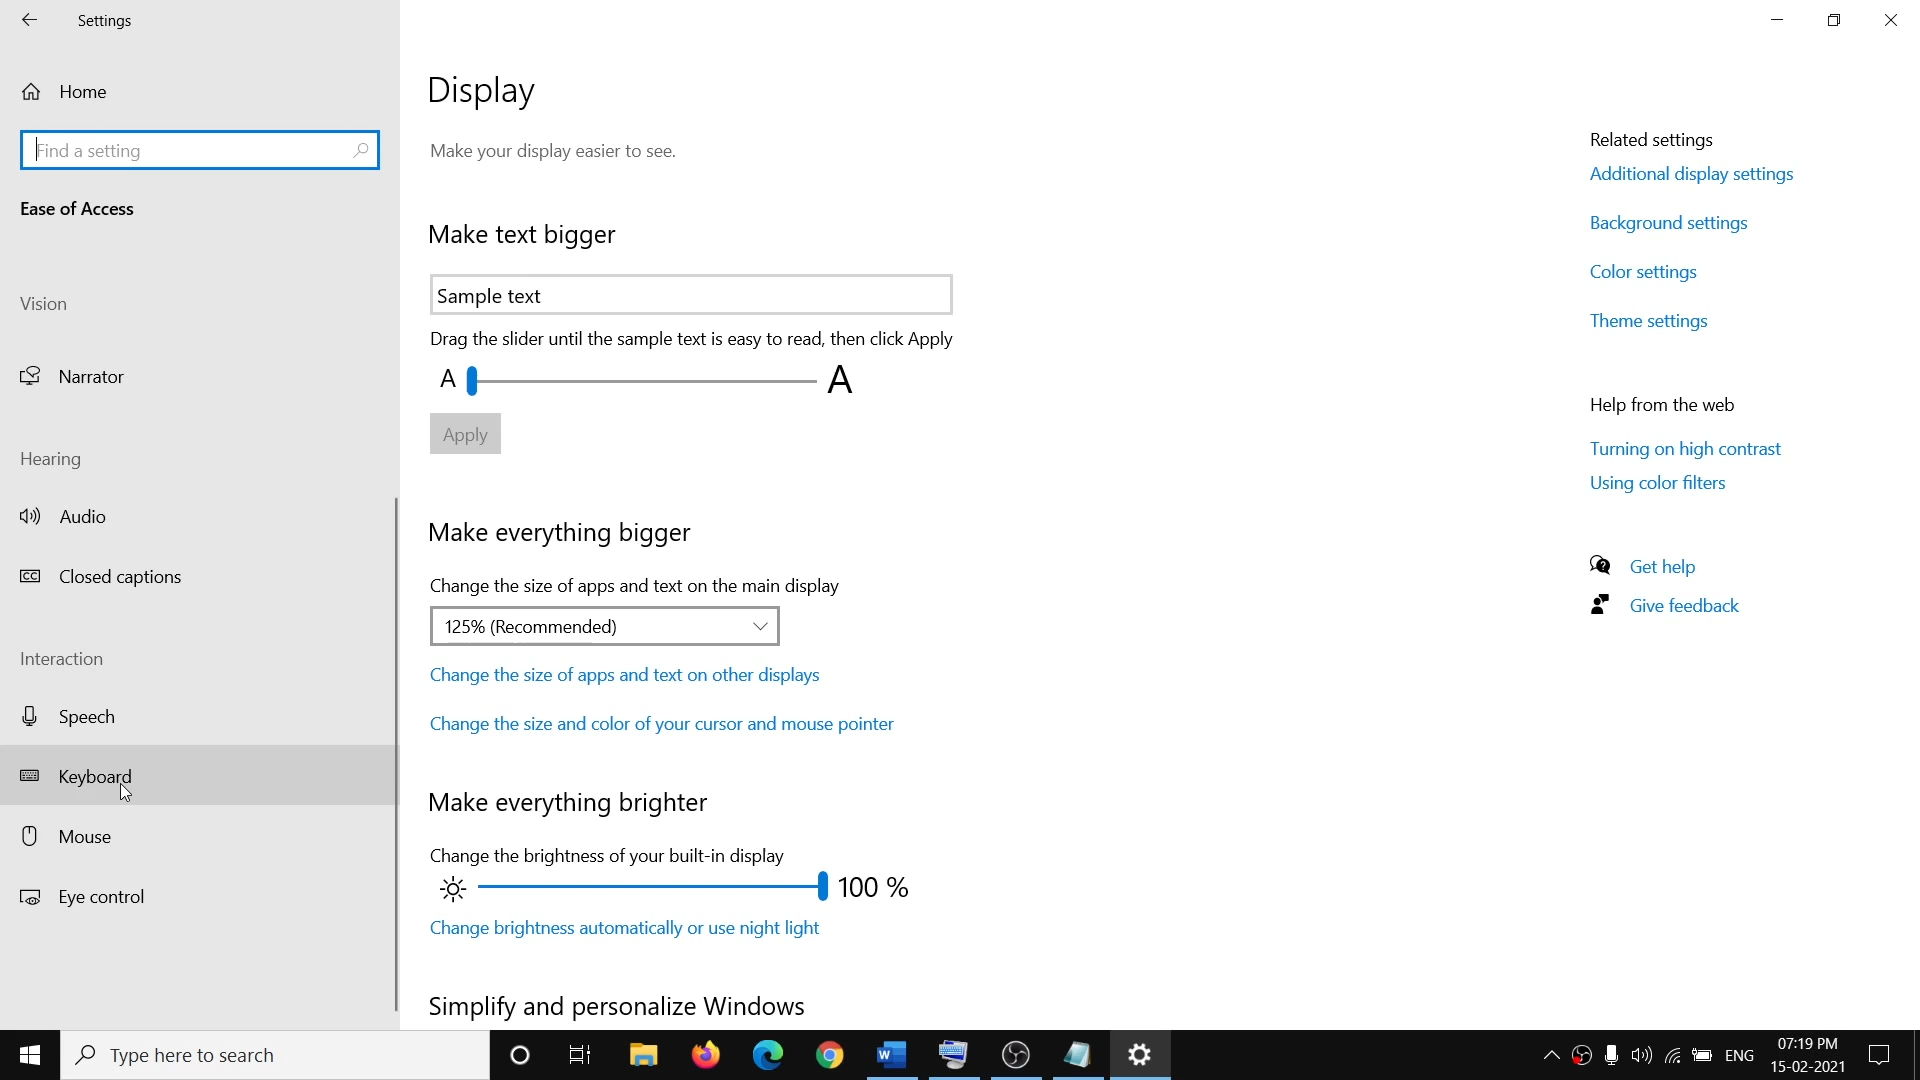 Settings
Home
Find a setting
Ease of Access
Vision
Narrator
Hearing
Audio
Closed captions
Interaction
Speech
Keyboard
Mouse
Eye control
Display
Make your display easier to see.
Make text bigger
Sample text
Drag the slider until the sample text is easy to read, then click Apply
A A
Apply
Make everything bigger
Change the size of apps and text on the main display
125% (Recommended)
Change the size of apps and text on other displays
Change the size and color of your cursor and mouse pointer
Make everything brighter
Change the brightness of your built-in display
100 %
Change brightness automatically or use night light
Simplify and personalize Windows
Related settings
Additional display settings
Background settings
Color settings
Theme settings
Help from the web
Turning on high contrast
Using color filters
Get help
Give feedback
Type here to search
ENG
07:19 PM
15-02-2021